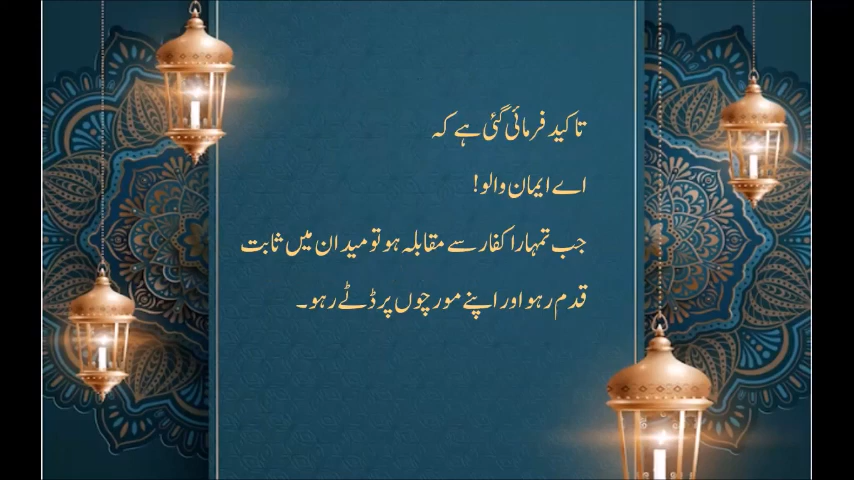 تاکید فرمائی گئی ہے کہ
اے ایمان والو!
جب تمہارا کفار سے مقابلہ ہو تو میدان میں ثابت
قدم رہو اور اپنے مورچوں پر ڈٹے رہو۔